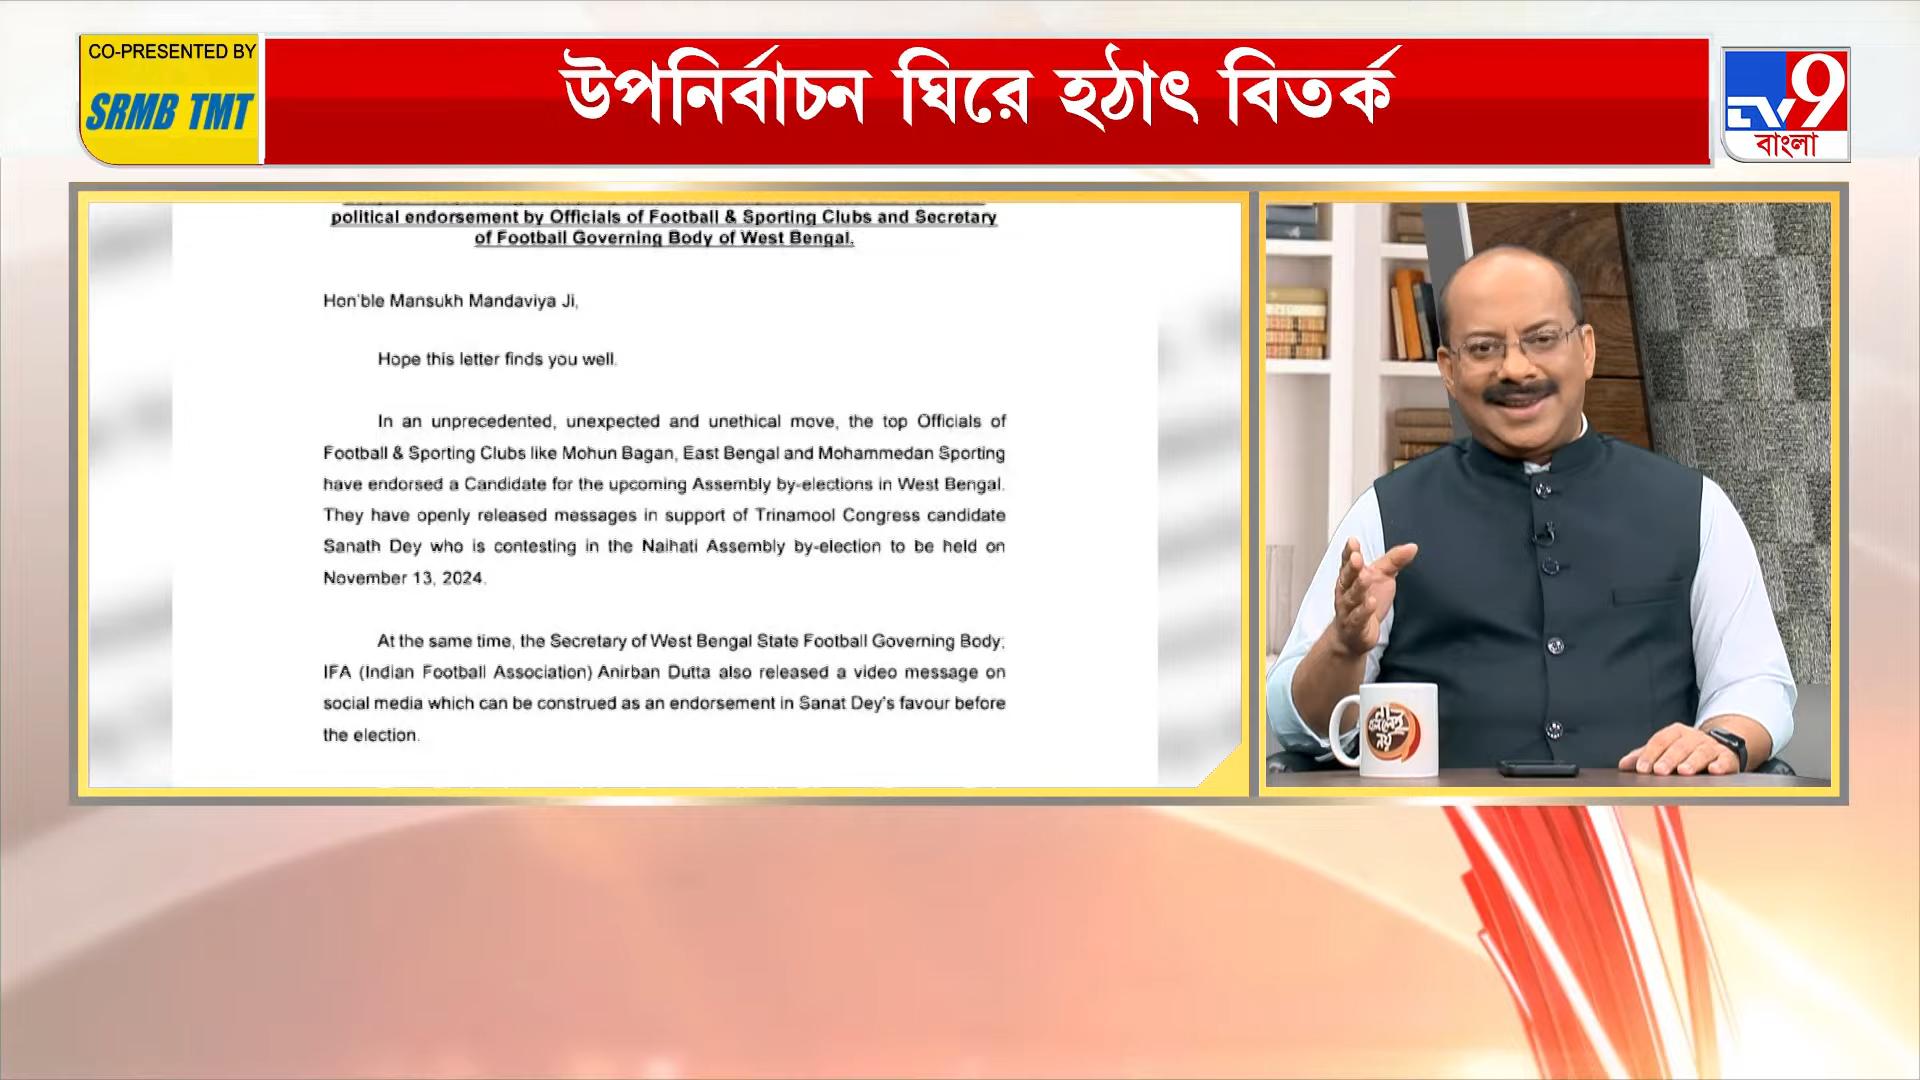 CO-PRESENTED BY
SRMB TMT
উপনির্বাচন ঘিরে হঠাৎ বিতর্ক
TV9
বাংলা
political endorsement by Officials of Football & Sporting Clubs and Secretary
of Football Governing Body of West Bengal.
Hon'ble Mansukh Mandaviya Ji,
Hope this letter finds you well.
In an unprecedented, unexpected and unethical move, the top Officials of
Football & Sporting Clubs like Mohun Bagan, East Bengal and Mohammedan Sporting
have endorsed a Candidate for the upcoming Assembly by-elections in West Bengal.
They have openly released messages in support of Trinamool Congress candidate
Sanath Dey who is contesting in the Naihati Assembly by-election to be held on
November 13, 2024.
At the same time, the Secretary of West Bengal State Football Governing Body;
IFA (Indian Football Association) Anirban Dutta also released a video message on
social media which can be construed as an endorsement in Sanat Dey's favour before
the election.